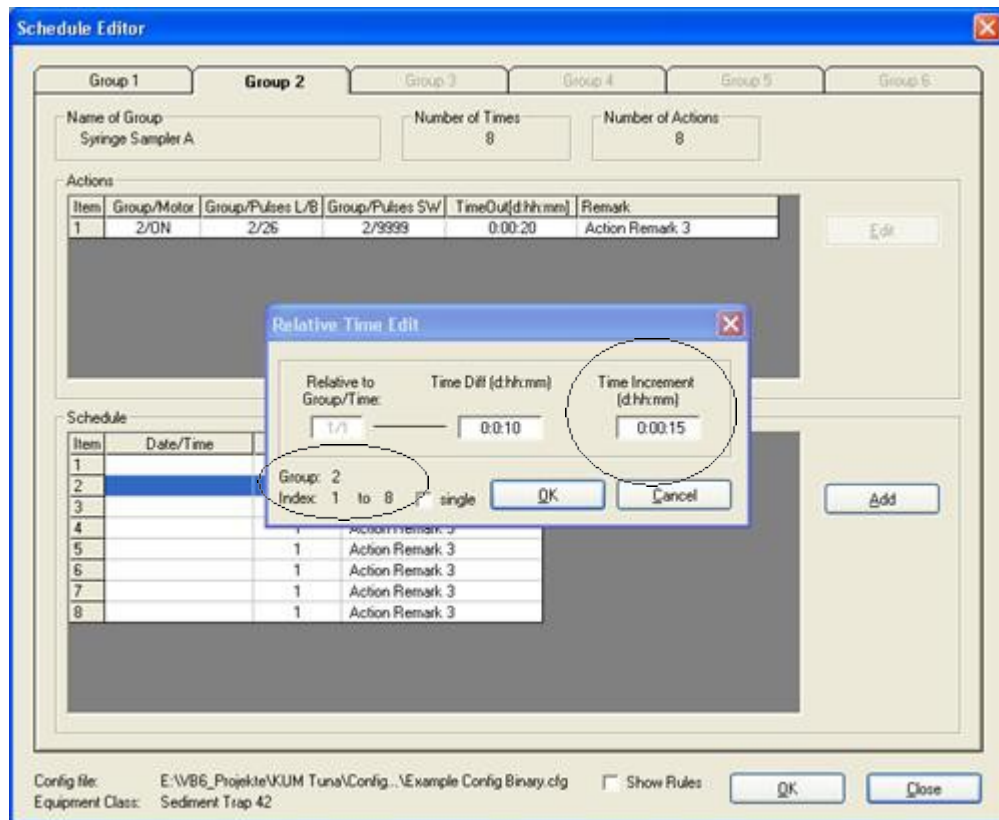 Schedule Editor
Group 1 Group 2 Group 3 Group 4 Group 5 Group 6
Name of Group Number of Times Number of Actions
Syringe Sampler A 8 8
Actions
Item Group/Motor Group/Pulses L/B Group/Pulses SW TimeOut[d:hh:mm] Remark
1 2/ON 2/26 2/9999 0:00:20 Action Remark 3
Edit
Relative Time Edit
Relative to Time Diff (d:hh:mm) Time Increment
Group/Time: (d:hh:mm)
1/1 0:0:10 0:00:15
Group: 2
Index: 1 to 8 single OK Cancel
Schedule
Item Date/Time
1
2
3
Add
4 1 Action Remark 3
5 1 Action Remark 3
6 1 Action Remark 3
7 1 Action Remark 3
8 1 Action Remark 3
Config file: E:\VB6_Projekte\KUM Tuna\Config...\Example Config Binary.cfg Show Rules OK Close
Equipment Class: Sediment Trap 42